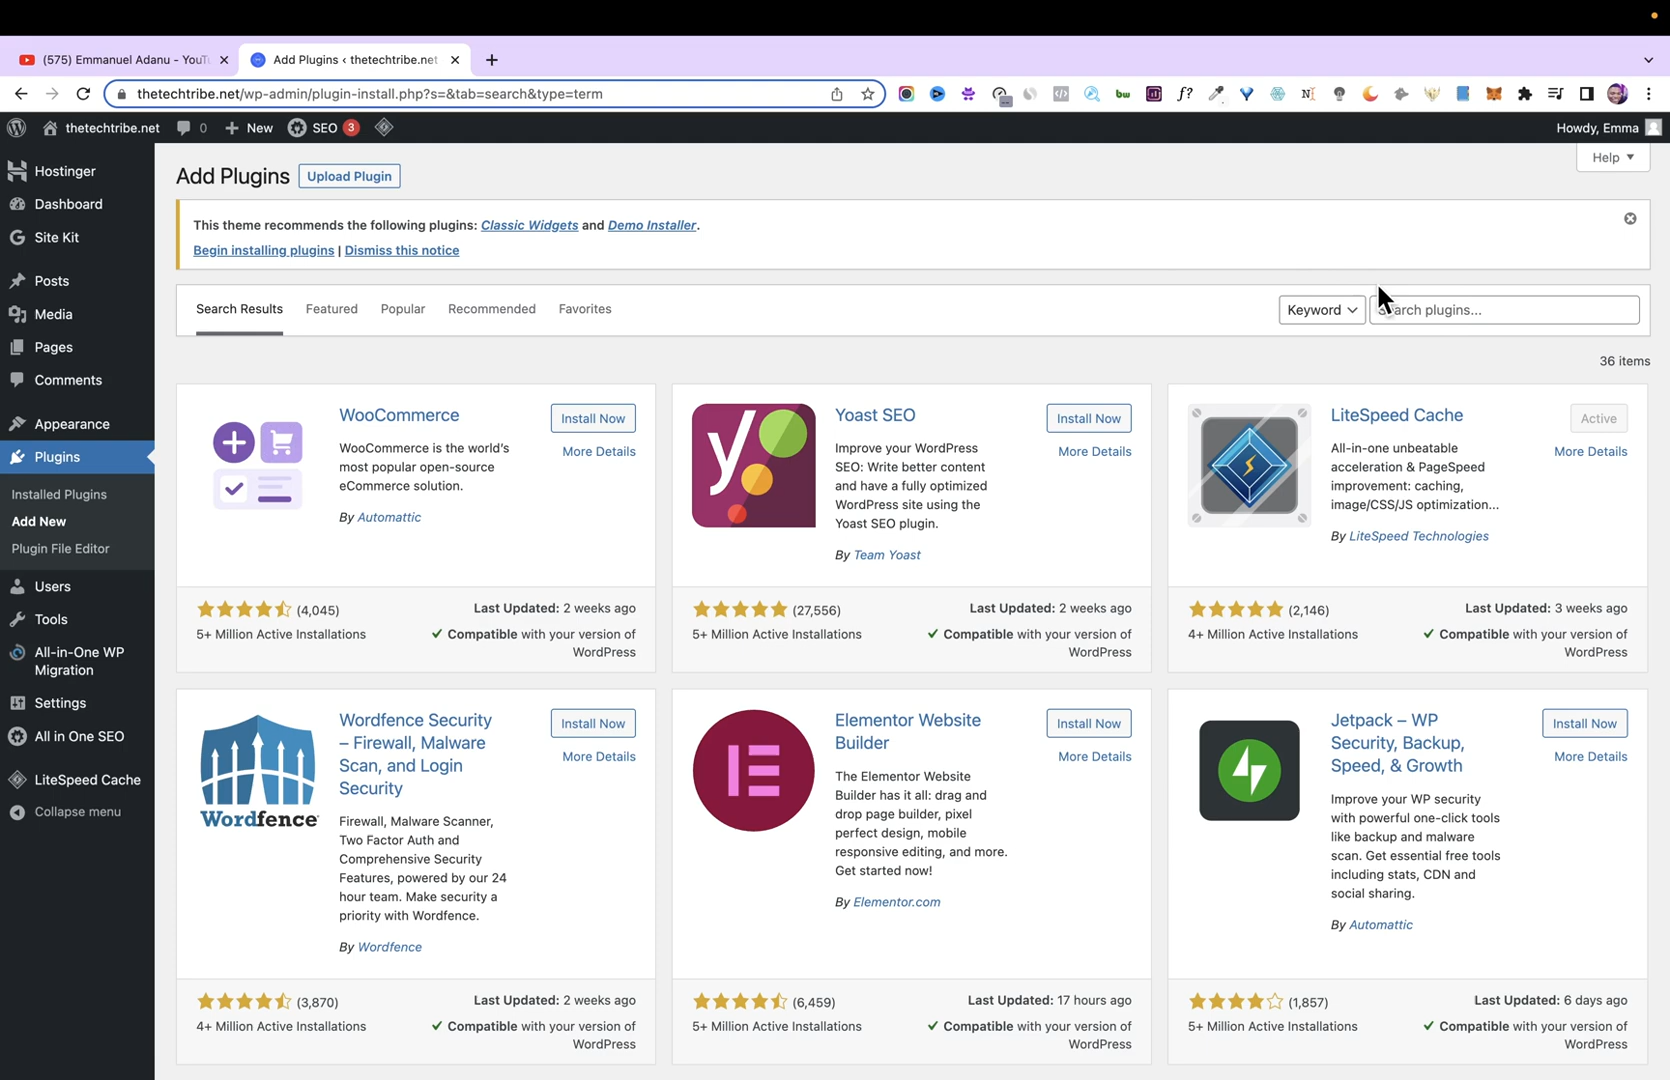 (575) Emmanuel Adanu - YouT
Add Plugins ‹ thetechtribe.net
thetechtribe.net/wp-admin/plugin-install.php?s=&tab=search&type=term
thetechtribe.net
0
New
SEO 3
Howdy, Emma
Hostinger
Dashboard
Site Kit
Posts
Media
Pages
Comments
Appearance
Plugins
Installed Plugins
Add New
Plugin File Editor
Users
Tools
All-in-One WP
Migration
Settings
All in One SEO
LiteSpeed Cache
Collapse menu
Help
Add Plugins
Upload Plugin
This theme recommends the following plugins: Classic Widgets and Demo Installer.
Begin installing plugins | Dismiss this notice
Search Results
Featured
Popular
Recommended
Favorites
Keyword
plugins...
36 items
WooCommerce
Install Now
More Details
WooCommerce is the world's
most popular open-source
eCommerce solution.
By Automattic
(4,045)
5+ Million Active Installations
Last Updated: 2 weeks ago
Compatible with your version of
WordPress
Yoast SEO
Install Now
More Details
Improve your WordPress
SEO: Write better content
and have a fully optimized
WordPress site using the
Yoast SEO plugin.
By Team Yoast
(27,556)
5+ Million Active Installations
Last Updated: 2 weeks ago
Compatible with your version of
WordPress
LiteSpeed Cache
Active
More Details
All-in-one unbeatable
acceleration & PageSpeed
improvement: caching,
image/CSS/JS optimization...
By LiteSpeed Technologies
(2,146)
4+ Million Active Installations
Last Updated: 3 weeks ago
Compatible with your version of
WordPress
Wordfence
Wordfence Security
– Firewall, Malware
Scan, and Login
Security
Install Now
More Details
Firewall, Malware Scanner,
Two Factor Auth and
Comprehensive Security
Features, powered by our 24
hour team. Make security a
priority with Wordfence.
By Wordfence
(3,870)
4+ Million Active Installations
Last Updated: 2 weeks ago
Compatible with your version of
WordPress
Elementor Website
Builder
Install Now
More Details
The Elementor Website
Builder has it all: drag and
drop page builder, pixel
perfect design, mobile
responsive editing, and more.
Get started now!
By Elementor.com
(6,459)
5+ Million Active Installations
Last Updated: 17 hours ago
Compatible with your version of
WordPress
Jetpack – WP
Security, Backup,
Speed, & Growth
Install Now
More Details
Improve your WP security
with powerful one-click tools
like backup and malware
scan. Get essential free tools
including stats, CDN and
social sharing.
By Automattic
(1,857)
5+ Million Active Installations
Last Updated: 6 days ago
Compatible with your version of
WordPress